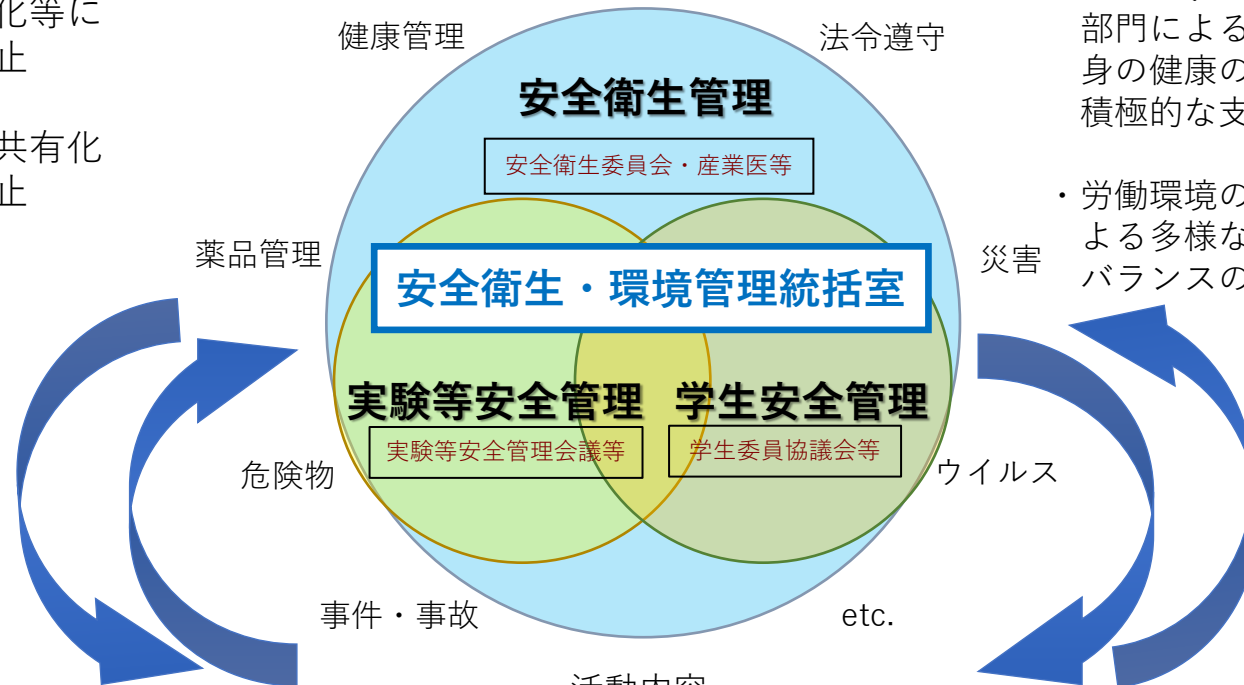 化等に
止
共有化
止
健康管理
法令遵守
部門による
身の健康の
積極的な支
・労働環境の
よる多様な
バランスの
安全衛生管理
安全衛生委員会・産業医等
薬品管理
災害
安全衛生・環境管理統括室
実験等安全管理
学生安全管理
実験等安全管理会議等
学生委員協議会等
危険物
ウイルス
事件・事故
etc.
活動内容